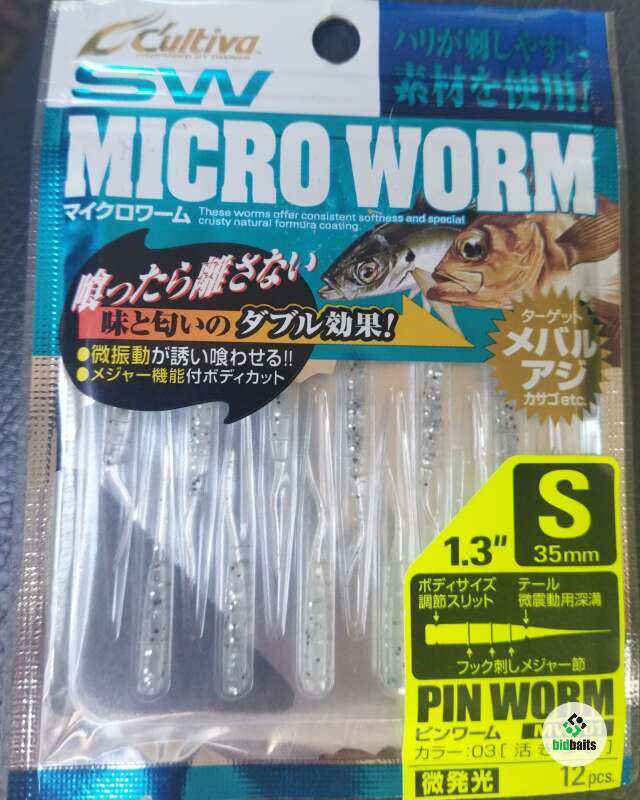 C'ultiva
SW
ハリが刺しやすい
素材を使用!
MICRO WORM
マイクロワーム
These worms offer consistent softness and special
crusty natural formura coating.
喰ったら離さない
味と匂いのダブル効果!
●微振動が誘い喰わせる!!
●メジャー機能付ボディカット
ターゲット
メバル
アジ
カサゴ etc.
S
1.3"
35mm
ボディサイズ
調節スリット
テール
微震動用深溝
フック刺しメジャー節
PIN WORM
ピンワーム
カラー:03[活き
微発光
12pcs.
bidbaits